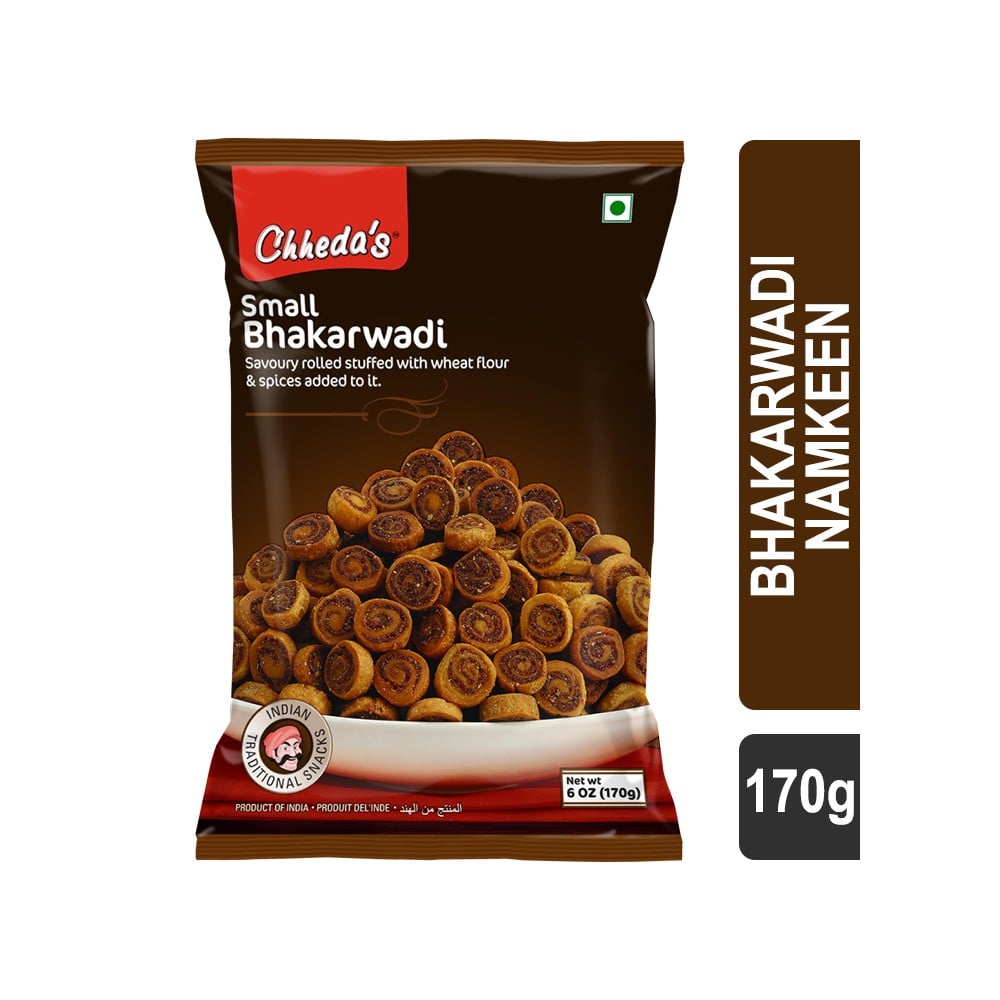 Chheda's™
Small
Bhakarwadi
Savoury rolled stuffed with wheat flour
& spices added to it.
INDIAN
TRADITIONAL SNACKS
Net wt
6 OZ (170g)
PRODUCT OF INDIA • PRODUIT DEL'INDE • المنتج من الهند
BHAKARWADI
NAMKEEN
170g